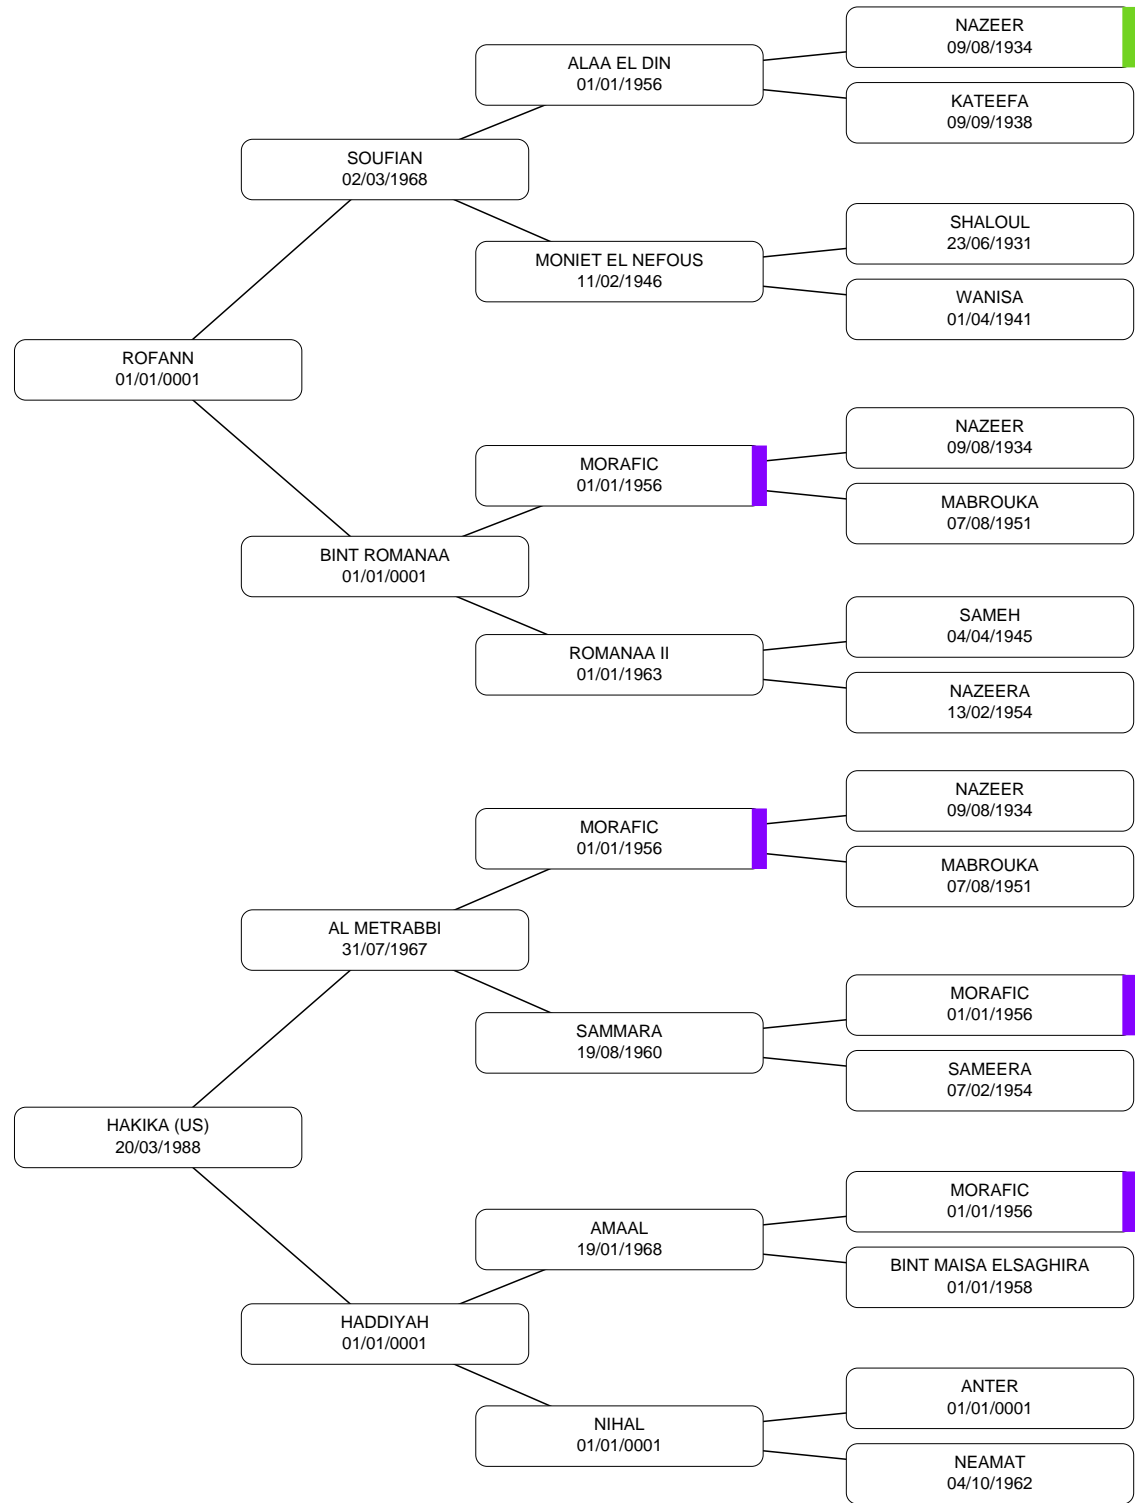 NAZEER
09/08/1934
ALAA EL DIN
01/01/1956
KATEEFA
09/09/1938
SOUFIAN
02/03/1968
SHALOUL
23/06/1931
MONIET EL NEFOUS
11/02/1946
WANISA
01/04/1941
ROFANN
01/01/0001
NAZEER
09/08/1934
MORAFIC
01/01/1956
MABROUKA
07/08/1951
BINT ROMANAA
01/01/0001
SAMEH
04/04/1945
ROMANAA II
01/01/1963
NAZEERA
13/02/1954
NAZEER
09/08/1934
MORAFIC
01/01/1956
MABROUKA
07/08/1951
AL METRABBI
31/07/1967
MORAFIC
01/01/1956
SAMMARA
19/08/1960
SAMEERA
07/02/1954
HAKIKA (US)
20/03/1988
MORAFIC
01/01/1956
AMAAL
19/01/1968
BINT MAISA ELSAGHIRA
01/01/1958
HADDIYAH
01/01/0001
ANTER
01/01/0001
NIHAL
01/01/0001
NEAMAT
04/10/1962